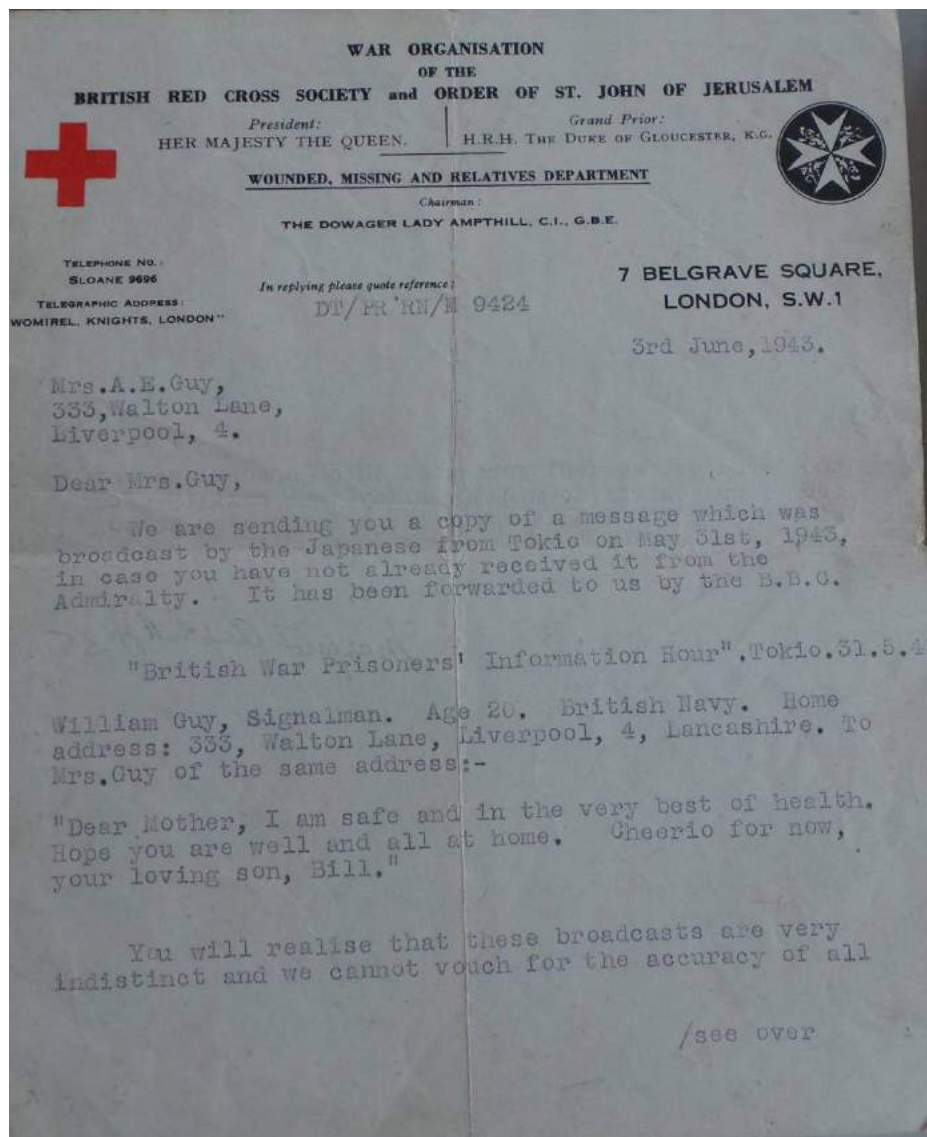 WAR ORGANISATION
OF THE
BRITISH RED CROSS SOCIETY and ORDER OF ST. JOHN OF JERUSALEM
President:
HER MAJESTY THE QUEEN.
Grand Prior:
H.R.H. THE DUKE OF GLOUCESTER, K.G.
WOUNDED, MISSING AND RELATIVES DEPARTMENT
Chairman:
THE DOWAGER LADY AMPTHILL, C.I., G.B.E.
TELEPHONE NO.:
SLOANE 9696
TELEGRAPHIC ADDRESS:
WOMIREL, KNIGHTS, LONDON"
In replying please quote reference:
DT/PR RN/M 9424
7 BELGRAVE SQUARE,
LONDON, S.W.1
3rd June, 1943.
Mrs.A.E.Guy,
333,Walton Lane,
Liverpool, 4.
Dear Mrs.Guy,
We are sending you a copy of a message which was
broadcast by the Japanese from Tokio on May 31st, 1943,
in case you have not already received it from the
Admiralty. It has been forwarded to us by the B.B.C.
"British War Prisoners' Information Hour".Tokio.31.5.4
William Guy, Signalman. Age 20. British Navy. Home
address: 333, Walton Lane, Liverpool, 4, Lancashire. To
Mrs.Guy of the same address:-
"Dear Mother, I am safe and in the very best of health.
Hope you are well and all at home. Cheerio for now,
your loving son, Bill."
You will realise that these broadcasts are very
indistinct and we cannot vouch for the accuracy of all
/see over